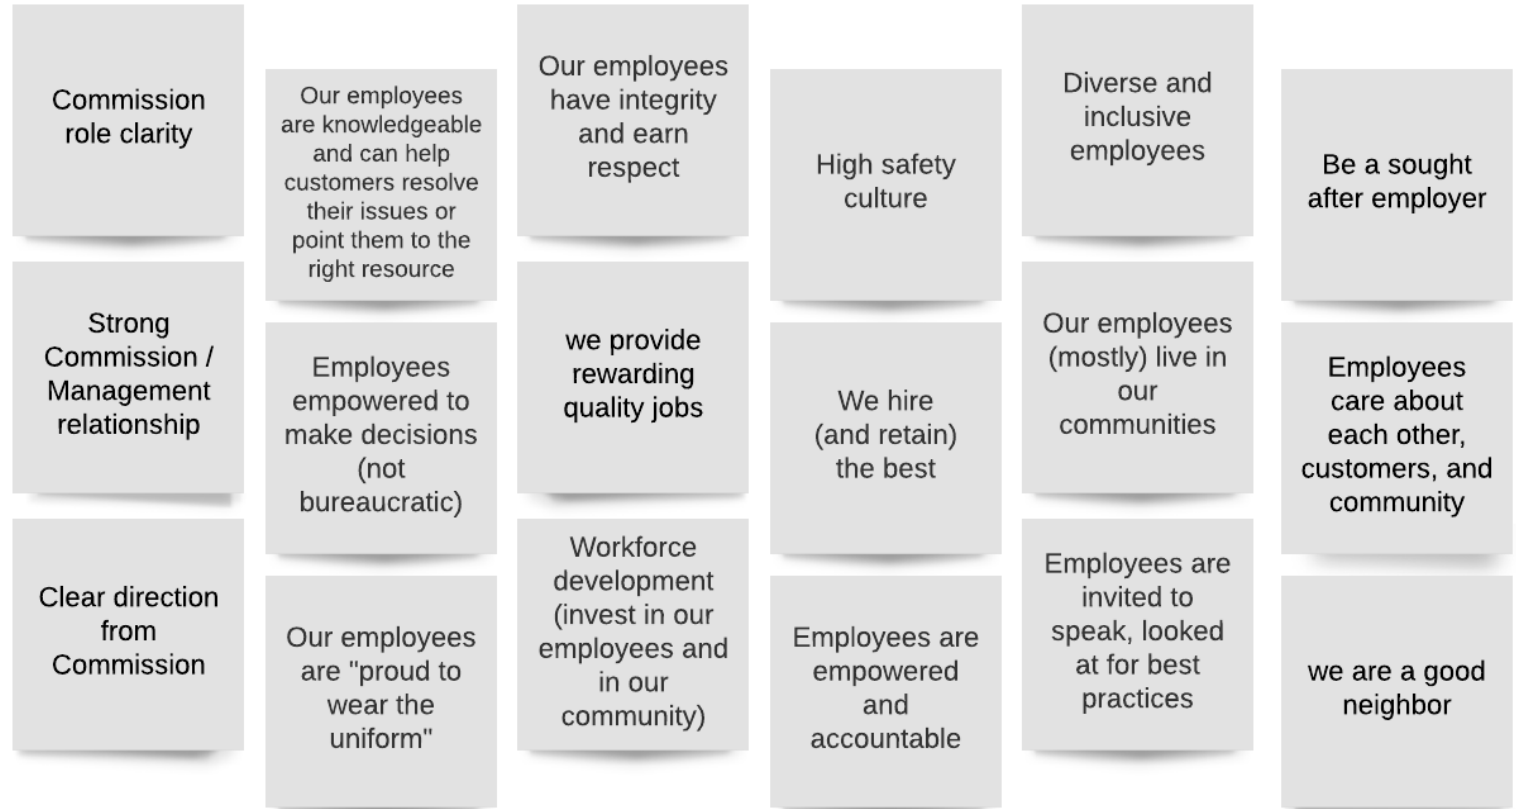 Commission
role clarity
Strong
Commission /
Management
relationship
Clear direction
from
Commission
Our employees
are knowledgeable
and can help
customers resolve
their issues or
point them to the
right resource
Employees
empowered to
make decisions
(not
bureaucratic)
Our employees
are "proud to
wear the
uniform"
Our employees
have integrity
and earn
respect
we provide
rewarding
quality jobs
Workforce
development
(invest in our
employees and
in our
community)
High safety
culture
We hire
(and retain)
the best
Employees are
empowered
and
accountable
Diverse and
inclusive
employees
Our employees
(mostly) live in
our
communities
Employees are
invited to
speak, looked
at for best
practices
Be a sought
after employer
Employees
care about
each other,
customers, and
community
we are a good
neighbor